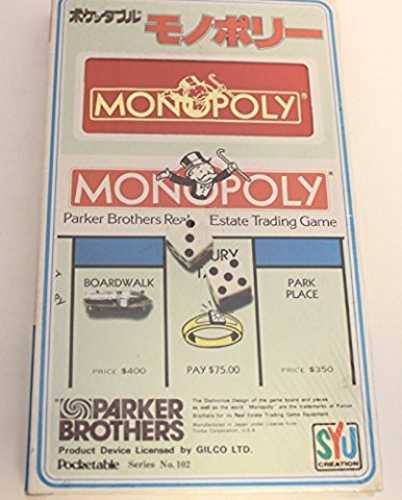 ポケッタブル
モノポリー
MONOPOLY®
MONOPOLY®
Parker Brothers Real Estate Trading Game
BOARDWALK
PRICE $400
URY
PAY $75.00
PARK
PLACE
PRICE $350
PARKER
BROTHERS
The Distinctive Design of the game board and pieces
as well as the word "Monopoly" are the trademarks of Parker
Brothers for its Real Estate Trading Game Equipment.
Manufactured in Japan under License from
Tonka Corporation, U.S.A.
Product Device Licensed by GILCO LTD.
Pocketable Series No.102
SYU
CREATION